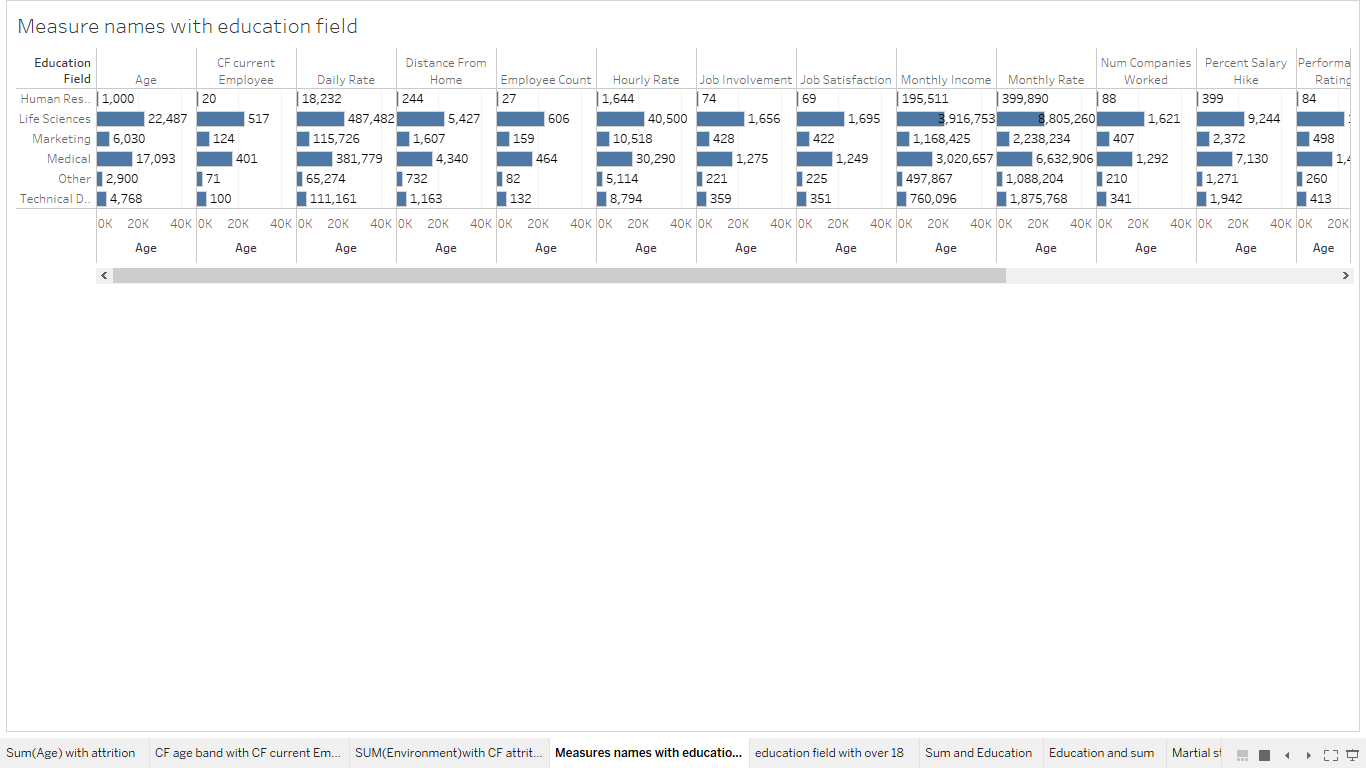 Measure names with education field
Education Field Age CF current Employee Daily Rate Distance From Home Employee Count Hourly Rate Job Involvement Job Satisfaction Monthly Income Monthly Rate Num Companies Worked Percent Salary Hike Performa Rating
Human Res.. 1,000 20 18,232 244 27 1,644 74 69 195,511 399,890 88 399 84
Life Sciences 22,487 517 487,482 5,427 606 40,500 1,656 1,695 3,916,753 8,805,260 1,621 9,244
Marketing 6,030 124 115,726 1,607 159 10,518 428 422 1,168,425 2,238,234 407 2,372 498
Medical 17,093 401 381,779 4,340 464 30,290 1,275 1,249 3,020,657 6,632,906 1,292 7,130 1,4
Other 2,900 71 65,274 732 82 5,114 221 225 497,867 1,088,204 210 1,271 260
Technical D.. 4,768 100 111,161 1,163 132 8,794 359 351 760,096 1,875,768 341 1,942 413
0K 20K 40K 0K 20K 40K 0K 20K 40K 0K 20K 40K 0K 20K 40K 0K 20K 40K 0K 20K 40K 0K 20K 40K 0K 20K 40K 0K 20K 40K 0K 20K 40K 0K 20K 40K 0K 20K
Age Age Age Age Age Age Age Age Age Age Age Age Age
Sum(Age) with attrition CF age band with CF current Em... SUM(Environment)with CF attrit... Measures names with educatio... education field with over 18 Sum and Education Education and sum Martial st